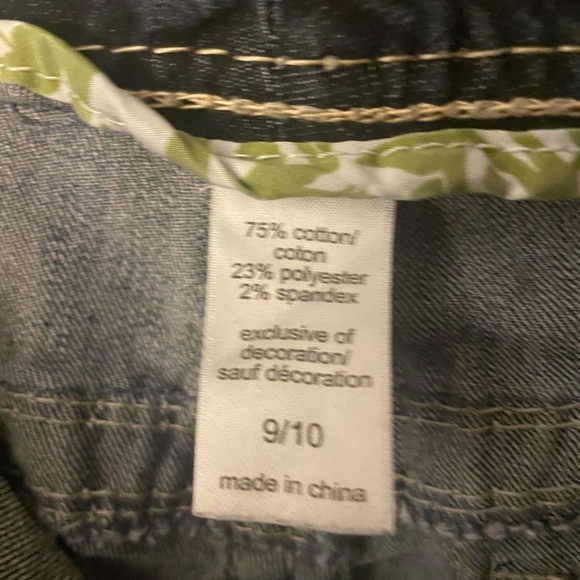 75% cotton/
coton
23% polyester
2% spandex
exclusive of
decoration/
sauf décoration
9/10
made in china